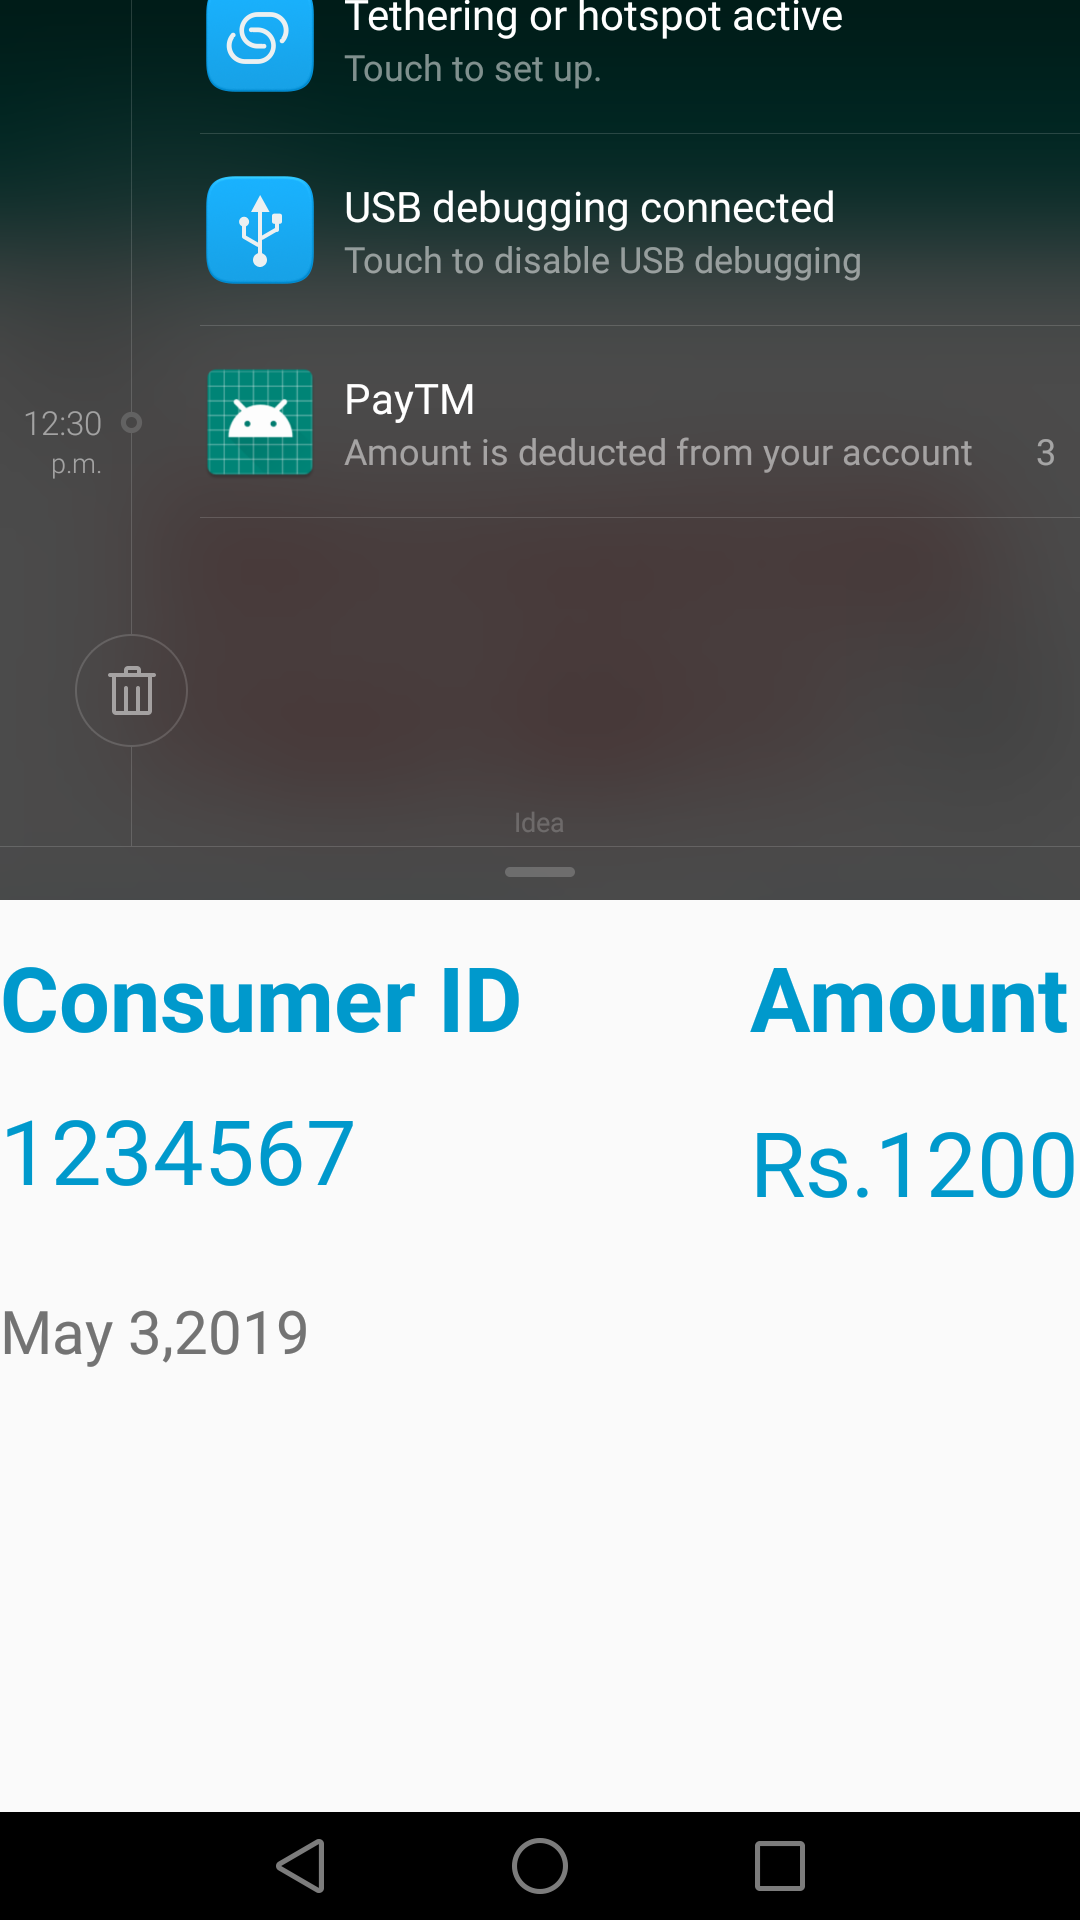 Tethering or hotspot active
Touch to set up.
USB debugging connected
Touch to disable USB debugging
12:30
p.m.
PayTM
Amount is deducted from your account 3
Idea
Consumer ID Amount
1234567 Rs.1200
May 3,2019